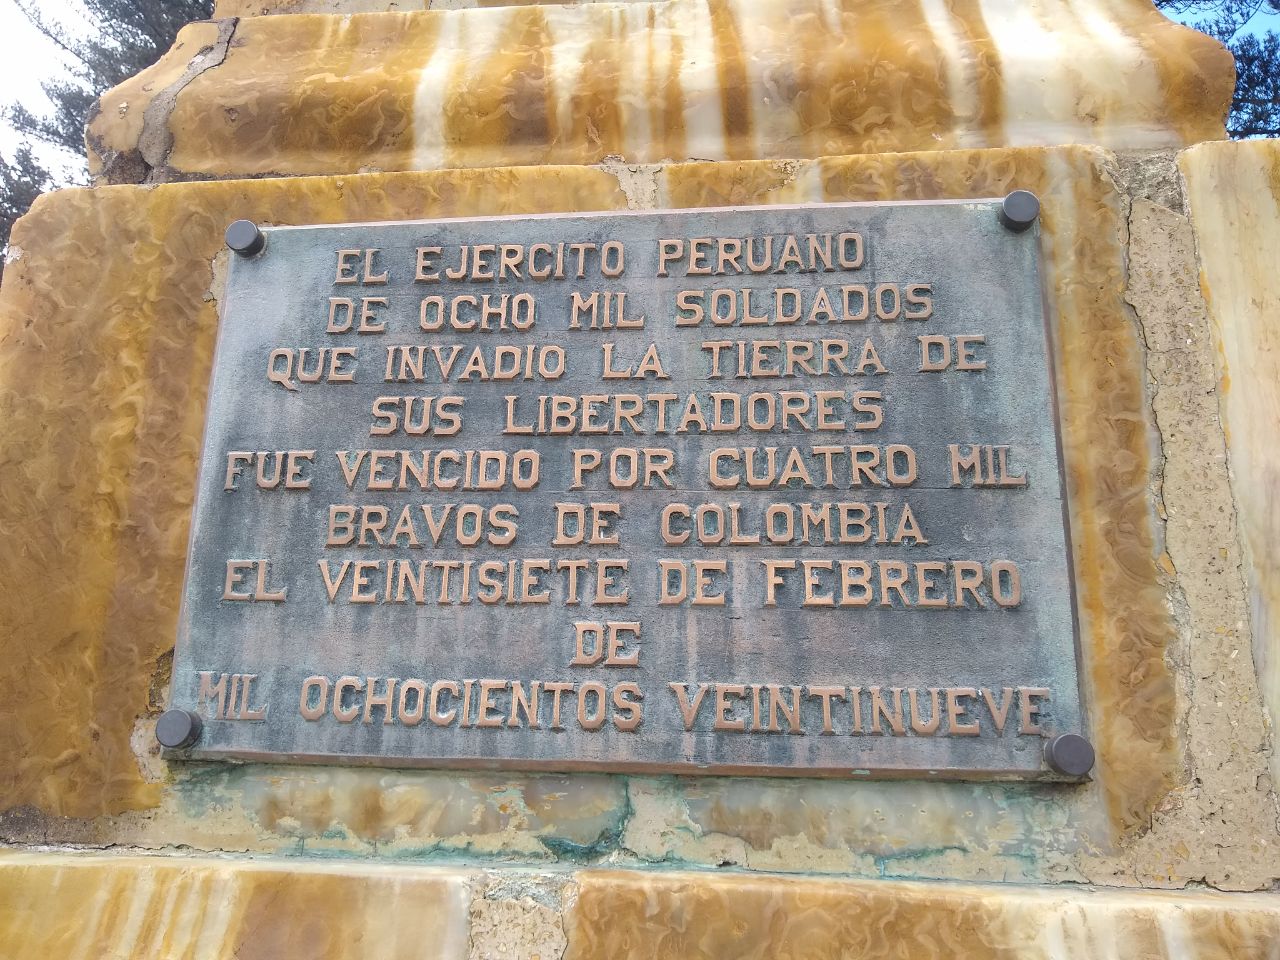 EL EJERCITO PERUANO
DE OCHO MIL SOLDADOS
QUE INVADIO LA TIERRA DE
SUS LIBERTADORES
FUE VENCIDO POR CUATRO MIL
BRAVOS DE COLOMBIA
EL VEINTISIETE DE FEBRERO
DE
MIL OCHOCIENTOS VEINTINUEVE